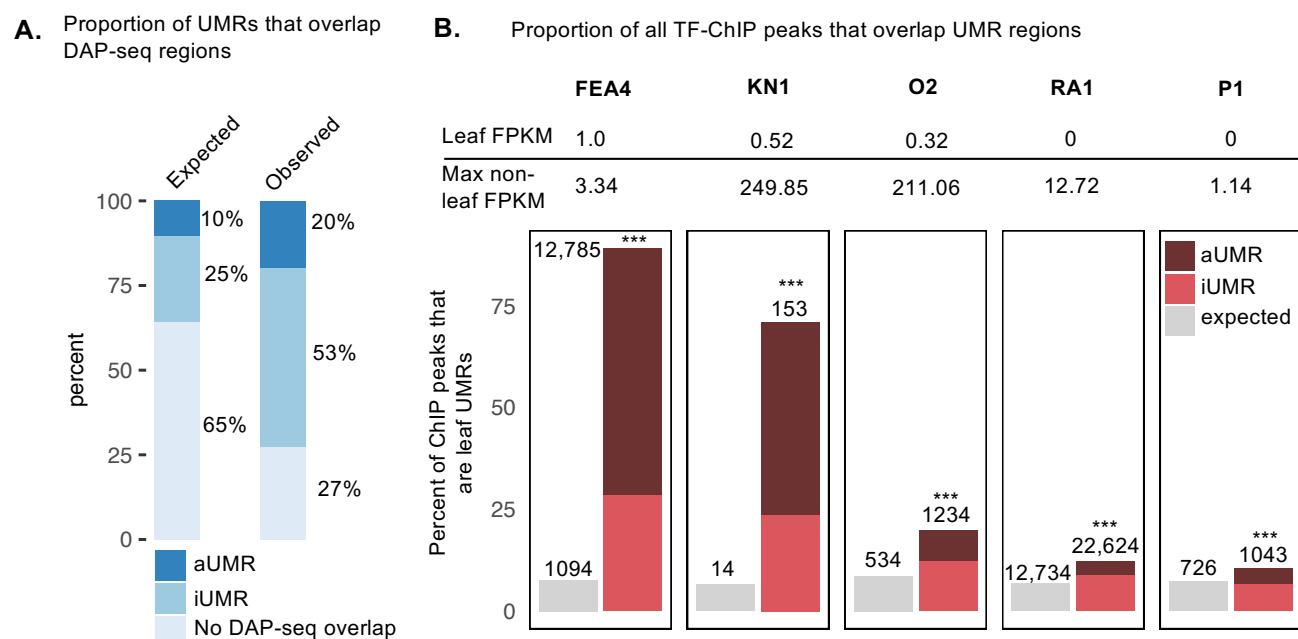 A. Proportion of UMRs that overlap
DAP-seq regions
Expected
Observed
100
75
50
25
0
percent
10%
25%
65%
20%
53%
27%
aUMR
iUMR
No DAP-seq overlap
B. Proportion of all TF-ChIP peaks that overlap UMR regions
FEA4 KN1 O2 RA1 P1
Leaf FPKM 1.0 0.52 0.32 0 0
Max non-
leaf FPKM 3.34 249.85 211.06 12.72 1.14
Percent of ChIP peaks that
are leaf UMRs
75
50
25
0
12,785 ***
1094
***
153
14
***
1234
534
***
22,624
12,734
***
1043
726
aUMR
iUMR
expected